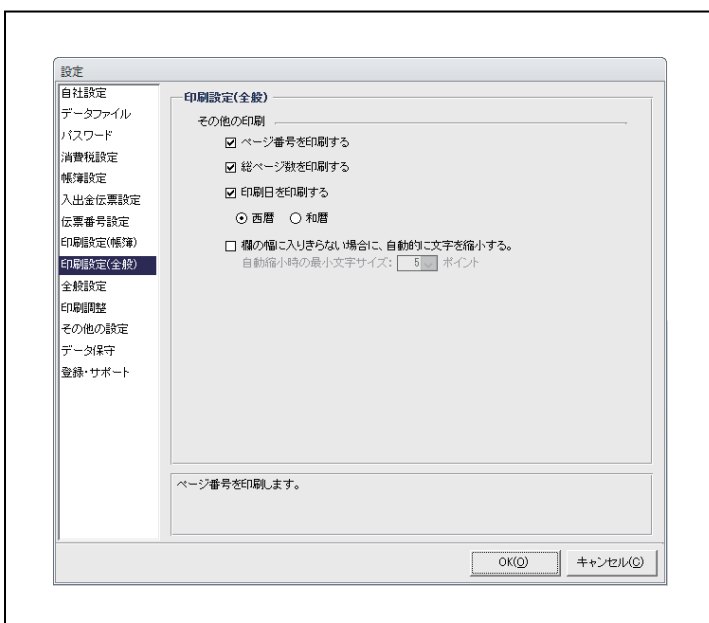 設定
自社設定
データファイル
パスワード
消費税設定
帳簿設定
入出金伝票設定
伝票番号設定
印刷設定(帳簿)
印刷設定(全般)
全般設定
印刷調整
その他の設定
データ保守
登録・サポート
印刷設定(全般)
その他の印刷
ページ番号を印刷する
総ページ数を印刷する
印刷日を印刷する
西暦 和暦
欄の幅に入りきらない場合に、自動的に文字を縮小する。
自動縮小時の最小文字サイズ: 5 ポイント
ページ番号を印刷します。
OK(O) キャンセル(C)